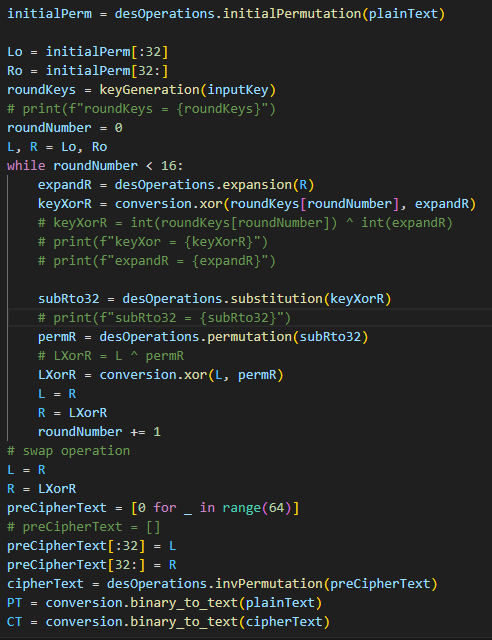 initialPerm = desOperations.initialPermutation(plainText)

Lo = initialPerm[:32]
Ro = initialPerm[32:]
roundKeys = keyGeneration(inputKey)
# print(f"roundKeys = {roundKeys}")
roundNumber = 0
L, R = Lo, Ro
while roundNumber < 16:
    expandR = desOperations.expansion(R)
    keyXorR = conversion.xor(roundKeys[roundNumber], expandR)
    # keyXorR = int(roundKeys[roundNumber]) ^ int(expandR)
    # print(f"keyXor = {keyXorR}")
    # print(f"expandR = {expandR}")

    subRto32 = desOperations.substitution(keyXorR)
    # print(f"subRto32 = {subRto32}")
    permR = desOperations.permutation(subRto32)
    # LXorR = L ^ permR
    LXorR = conversion.xor(L, permR)
    L = R
    R = LXorR
    roundNumber += 1
# swap operation
L = R
R = LXorR
preCipherText = [0 for _ in range(64)]
# preCipherText = []
preCipherText[:32] = L
preCipherText[32:] = R
cipherText = desOperations.invPermutation(preCipherText)
PT = conversion.binary_to_text(plainText)
CT = conversion.binary_to_text(cipherText)